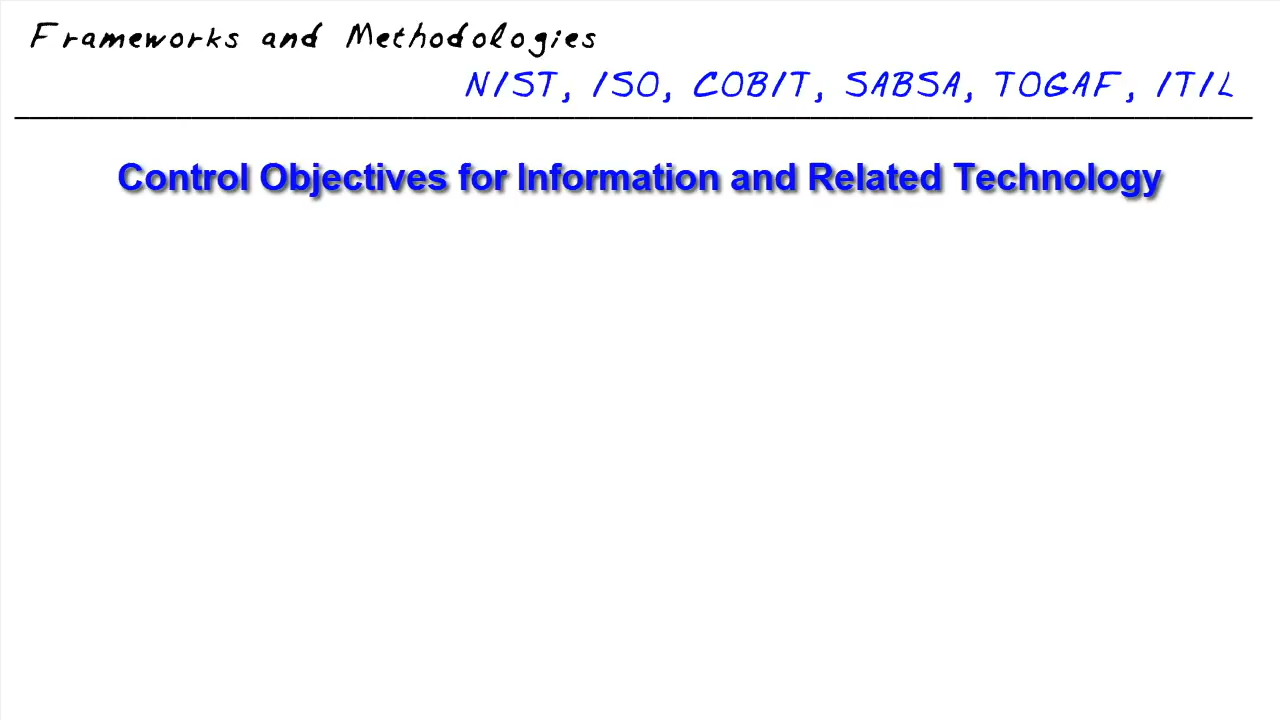 Frameworks and Methodologies
NIST, ISO, COBIT, SABSA, TOGAF, ITIL
Control Objectives for Information and Related Technology